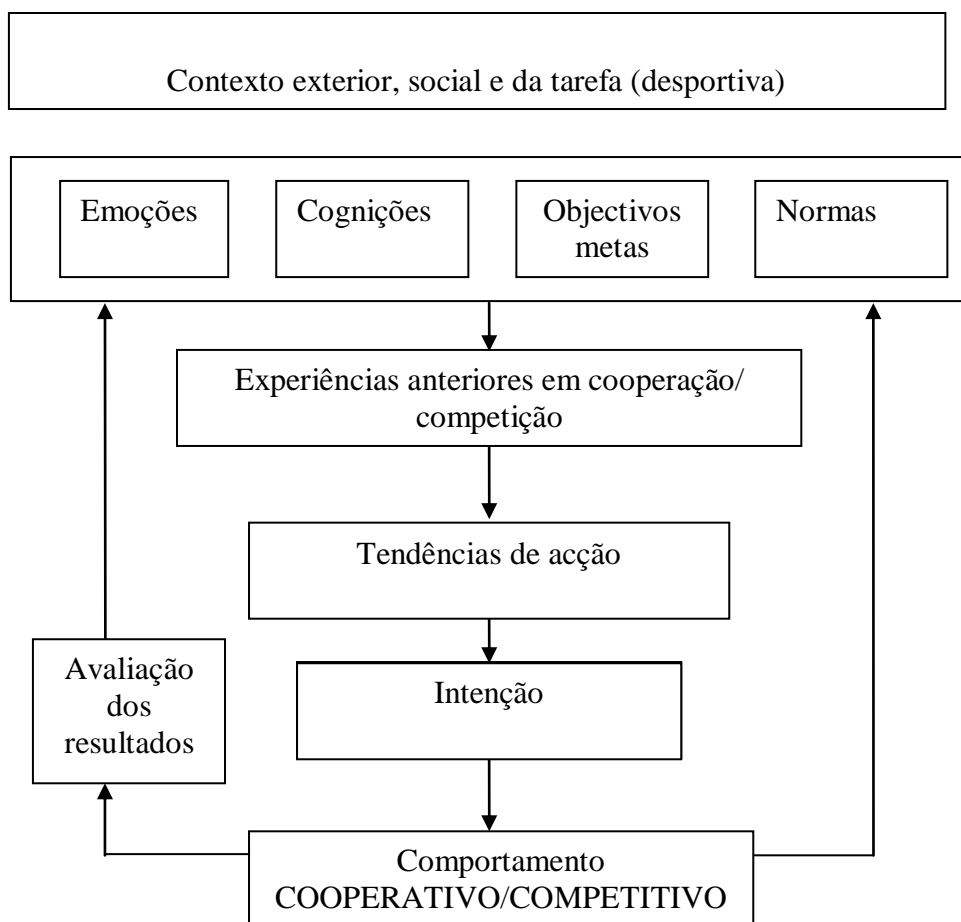 Contexto exterior, social e da tarefa (desportiva)
Emoções
Cognições
Objectivos
metas
Normas
Experiências anteriores em cooperação/
competição
Tendências de acção
Avaliação
dos
resultados
Intenção
Comportamento
COOPERATIVO/COMPETITIVO